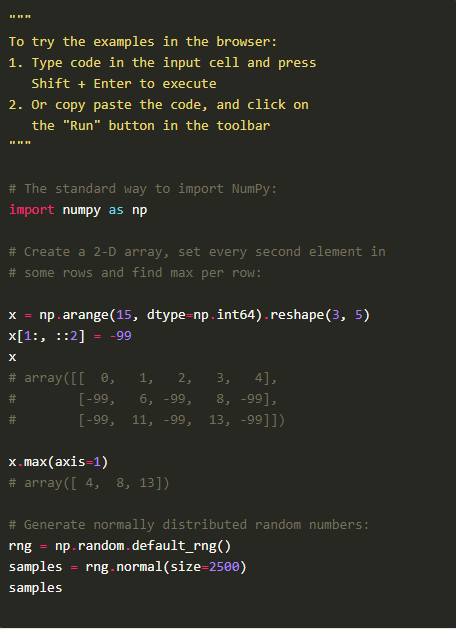 """
To try the examples in the browser:
1. Type code in the input cell and press
   Shift + Enter to execute
2. Or copy paste the code, and click on
   the "Run" button in the toolbar
"""

# The standard way to import NumPy:
import numpy as np

# Create a 2-D array, set every second element in
# some rows and find max per row:

x = np.arange(15, dtype=np.int64).reshape(3, 5)
x[1:, ::2] = -99
x
# array([[  0,   1,   2,   3,   4],
#        [-99,   6, -99,   8, -99],
#        [-99,  11, -99,  13, -99]])

x.max(axis=1)
# array([ 4,  8, 13])

# Generate normally distributed random numbers:
rng = np.random.default_rng()
samples = rng.normal(size=2500)
samples